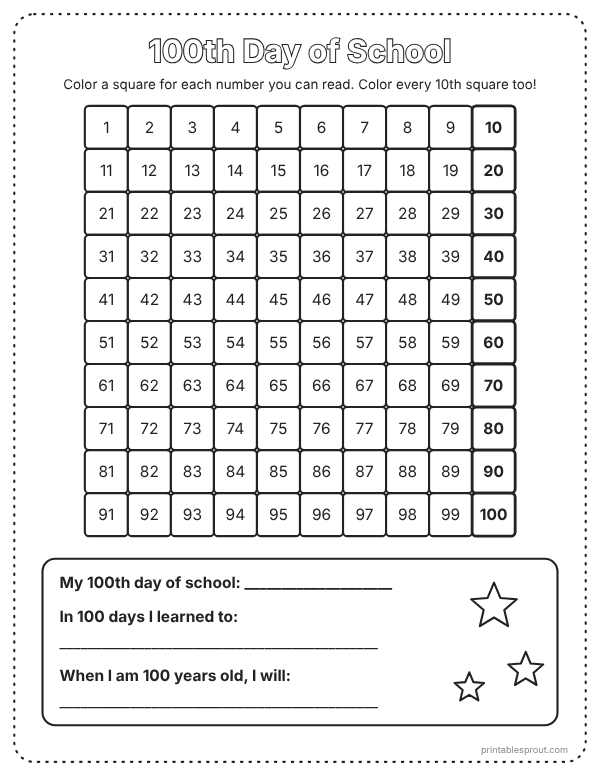 100th Day of School
Color a square for each number you can read. Color every 10th square too!
1 2 3 4 5 6 7 8 9 10
11 12 13 14 15 16 17 18 19 20
21 22 23 24 25 26 27 28 29 30
31 32 33 34 35 36 37 38 39 40
41 42 43 44 45 46 47 48 49 50
51 52 53 54 55 56 57 58 59 60
61 62 63 64 65 66 67 68 69 70
71 72 73 74 75 76 77 78 79 80
81 82 83 84 85 86 87 88 89 90
91 92 93 94 95 96 97 98 99 100
My 100th day of school: ___________________
In 100 days I learned to:
_________________________________________
When I am 100 years old, I will:
_________________________________________
printablesprout.com